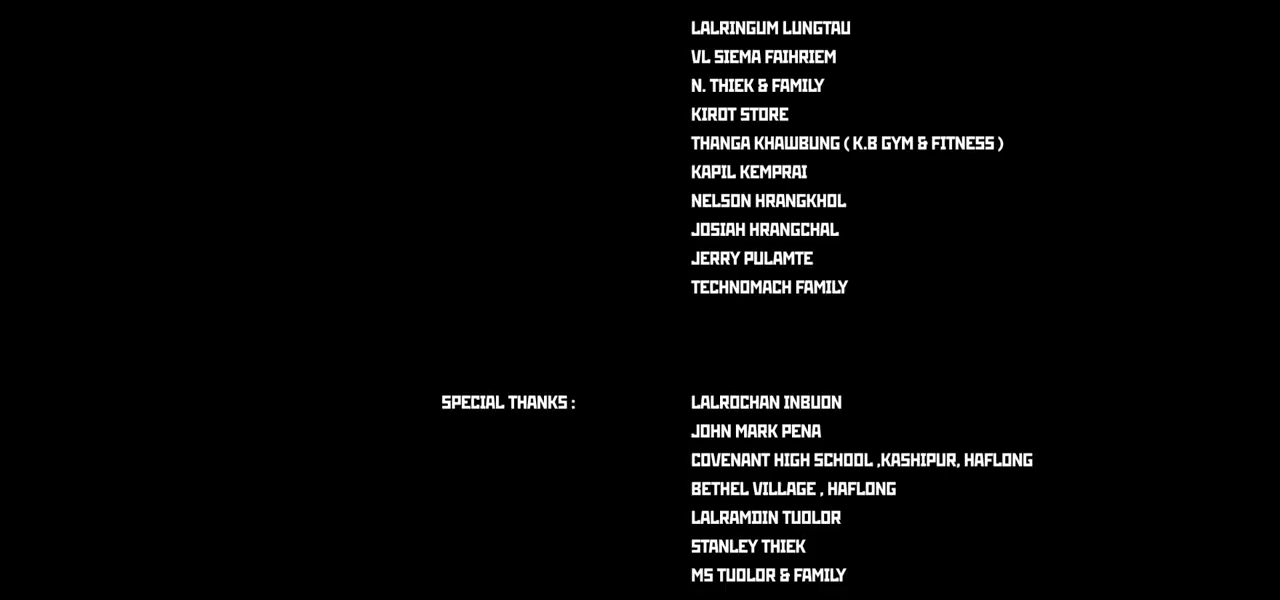 LALRINGUM LUNGTAU
VL SIEMA FAIHRIEM
N. THIEK & FAMILY
KIROT STORE
THANGA KHAWBUNG ( K.B GYM & FITNESS )
KAPIL KEMPRAI
NELSON HRANGKHOL
JOSIAH HRANGCHAL
JERRY PULAMTE
TECHNOMACH FAMILY
SPECIAL THANKS : LALROCHAN INBUON
JOHN MARK PENA
COVENANT HIGH SCHOOL ,KASHIPUR, HAFLONG
BETHEL VILLAGE , HAFLONG
LALRAMDIN TUOLOR
STANLEY THIEK
MS TUOLOR & FAMILY